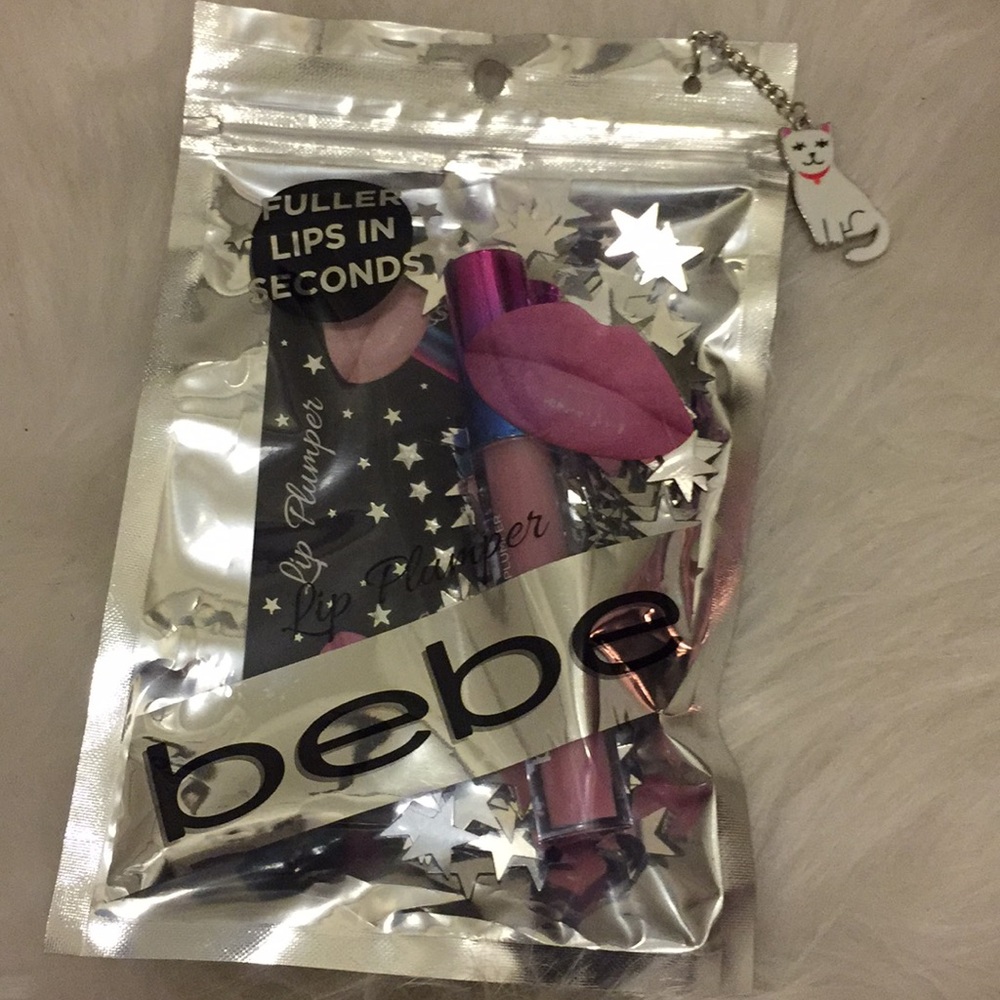 FULLER
LIPS IN
SECONDS
Lip Plumper
Lip Plumper
bebe